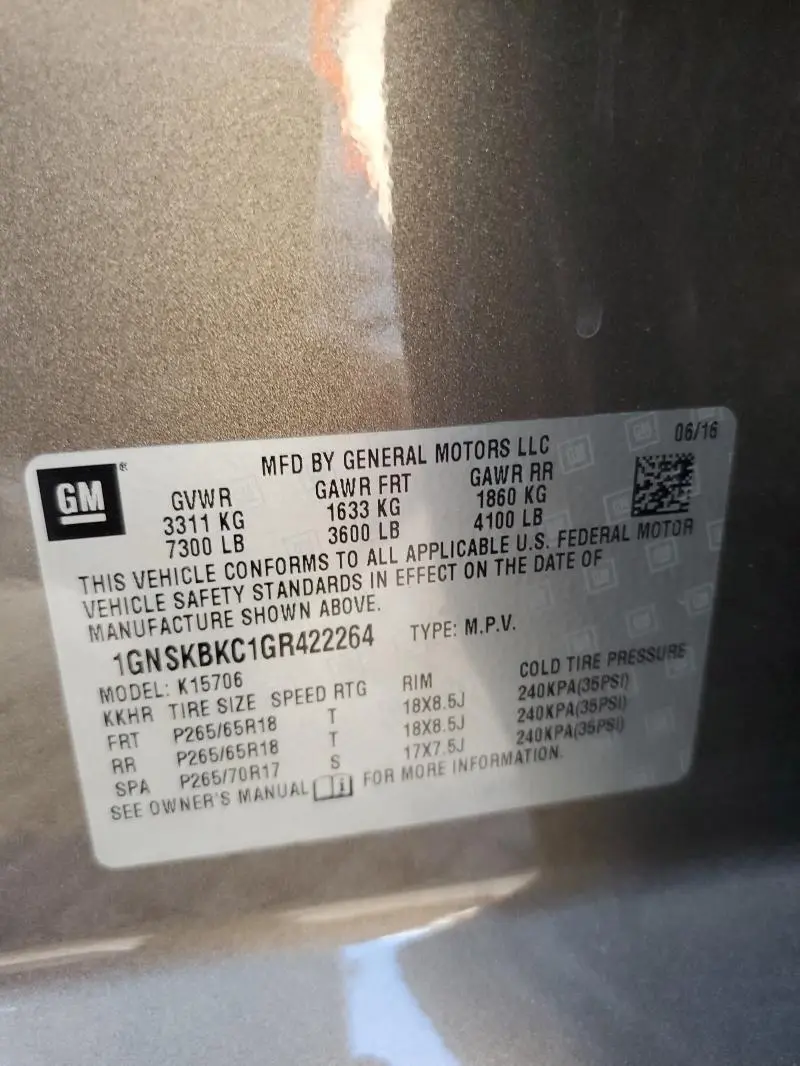 GM®
MFD BY GENERAL MOTORS LLC
06/16
GVWR GAWR FRT GAWR RR
3311 KG 1633 KG 1860 KG
7300 LB 3600 LB 4100 LB
THIS VEHICLE CONFORMS TO ALL APPLICABLE U.S. FEDERAL MOTOR
VEHICLE SAFETY STANDARDS IN EFFECT ON THE DATE OF
MANUFACTURE SHOWN ABOVE.
1GNSKBKC1GR422264 TYPE: M.P.V.
MODEL: K15706
KKHR TIRE SIZE SPEED RTG RIM COLD TIRE PRESSURE
FRT P265/65R18 T 18X8.5J 240KPA(35PSI)
RR P265/65R18 T 18X8.5J 240KPA(35PSI)
SPA P265/70R17 S 17X7.5J 240KPA(35PSI)
SEE OWNER'S MANUAL i FOR MORE INFORMATION.